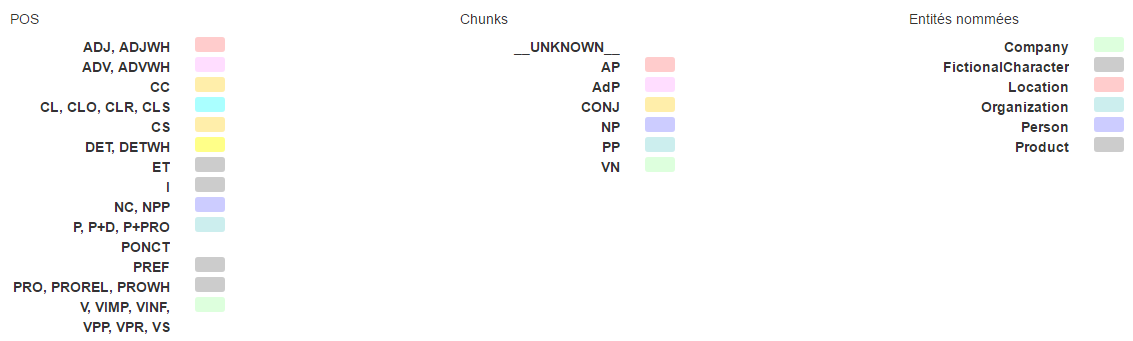 POS
ADJ, ADJWH
ADV, ADVWH
CC
CL, CLO, CLR, CLS
CS
DET, DETWH
ET
I
NC, NPP
P, P+D, P+PRO
PONCT
PREF
PRO, PROREL, PROWH
V, VIMP, VINF,
VPP, VPR, VS
Chunks
__UNKNOWN__
AP
AdP
CONJ
NP
PP
VN
Entités nommées
Company
FictionalCharacter
Location
Organization
Person
Product